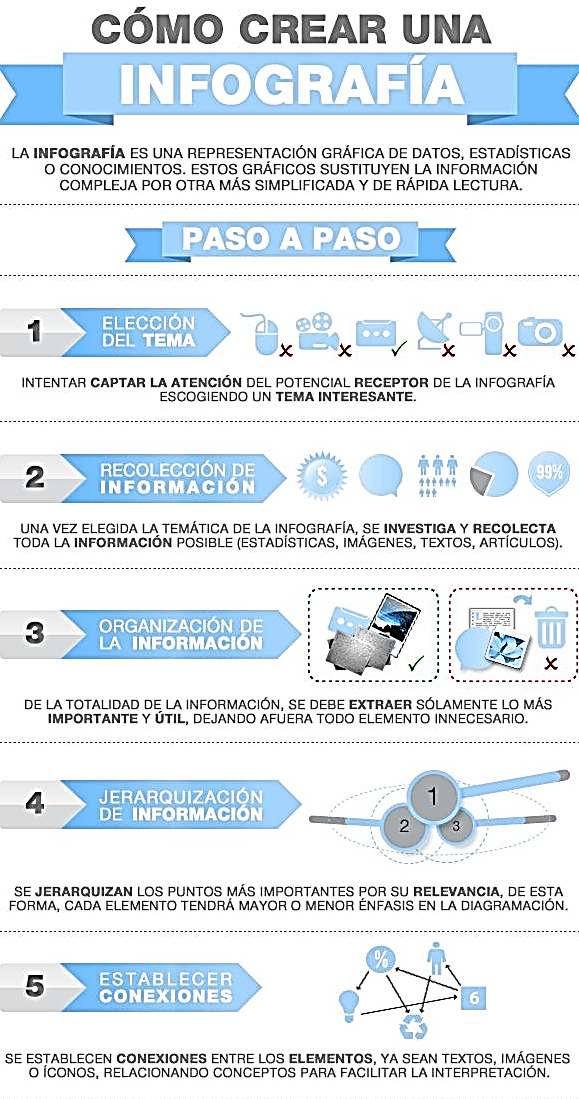 CÓMO CREAR UNA
INFOGRAFÍA
LA INFOGRAFÍA ES UNA REPRESENTACIÓN GRÁFICA DE DATOS, ESTADÍSTICAS
O CONOCIMIENTOS. ESTOS GRÁFICOS SUSTITUYEN LA INFORMACIÓN
COMPLEJA POR OTRA MÁS SIMPLIFICADA Y DE RÁPIDA LECTURA.
PASO A PASO
1
ELECCIÓN
DEL TEMA
INTENTAR CAPTAR LA ATENCIÓN DEL POTENCIAL RECEPTOR DE LA INFOGRAFÍA
ESCOGIENDO UN TEMA INTERESANTE.
2
RECOLECCIÓN DE
INFORMACIÓN
$
99%
UNA VEZ ELEGIDA LA TEMÁTICA DE LA INFOGRAFÍA, SE INVESTIGA Y RECOLECTA
TODA LA INFORMACIÓN POSIBLE (ESTADÍSTICAS, IMÁGENES, TEXTOS, ARTÍCULOS).
3
ORGANIZACIÓN DE
LA INFORMACIÓN
DE LA TOTALIDAD DE LA INFORMACIÓN, SE DEBE EXTRAER SÓLAMENTE LO MÁS
IMPORTANTE Y ÚTIL, DEJANDO AFUERA TODO ELEMENTO INNECESARIO.
4
JERARQUIZACIÓN
DE INFORMACIÓN
1
2
3
SE JERARQUIZAN LOS PUNTOS MÁS IMPORTANTES POR SU RELEVANCIA, DE ESTA
FORMA, CADA ELEMENTO TENDRÁ MAYOR O MENOR ÉNFASIS EN LA DIAGRAMACIÓN.
5
ESTABLECER
CONEXIONES
%
6
SE ESTABLECEN CONEXIONES ENTRE LOS ELEMENTOS, YA SEAN TEXTOS, IMÁGENES
O ÍCONOS, RELACIONANDO CONCEPTOS PARA FACILITAR LA INTERPRETACIÓN.